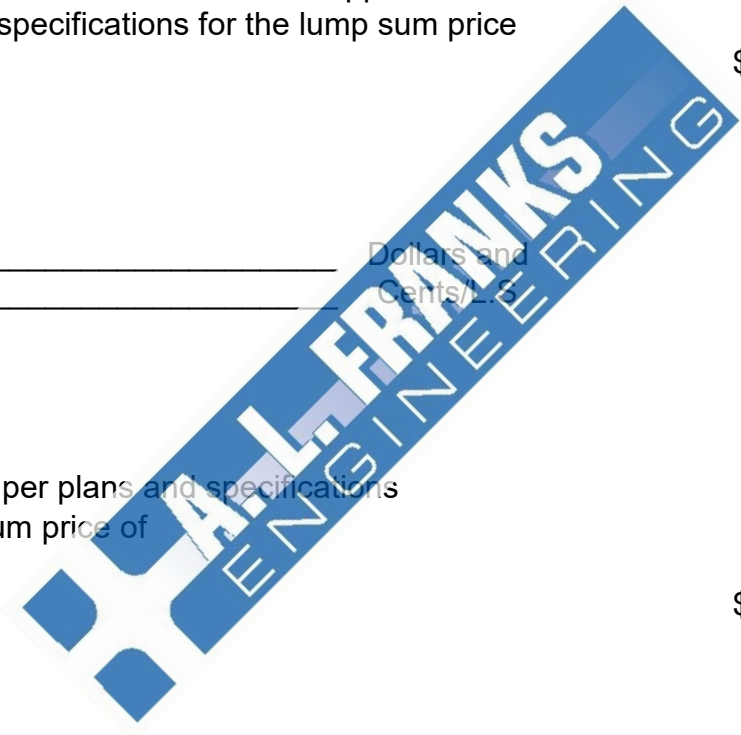 specifications for the lump sum price
$
Dollars and
Cents/L.S
per plans and specifications
um price of
$
A. L. FRANKS
ENGINEERING